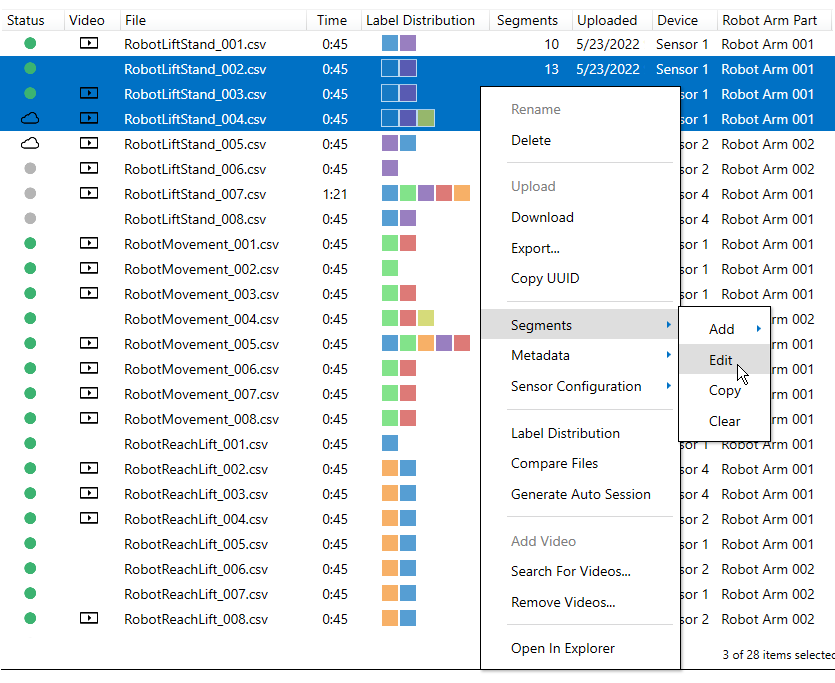 Status Video File Time Label Distribution Segments Uploaded Device Robot Arm Part
RobotLiftStand_001.csv 0:45 10 5/23/2022 Sensor 1 Robot Arm 001
RobotLiftStand_002.csv 0:45 13 5/23/2022 Sensor 1 Robot Arm 001
RobotLiftStand_003.csv 0:45 sor 1 Robot Arm 001
Rename
RobotLiftStand_004.csv 0:45 sor 1 Robot Arm 001
Delete
RobotLiftStand_005.csv 0:45 sor 2 Robot Arm 002
RobotLiftStand_006.csv 0:45 sor 2 Robot Arm 002
Upload
RobotLiftStand_007.csv 1:21 sor 4 Robot Arm 001
Download
RobotLiftStand_008.csv 0:45 sor 4 Robot Arm 001
RobotMovement_001.csv 0:45 sor 1 Robot Arm 001
Export...
RobotMovement_002.csv 0:45 sor 1 Robot Arm 001
Copy UUID
RobotMovement_003.csv 0:45 sor 1 Robot Arm 001
RobotMovement_004.csv 0:45 m 002
Segments Add
RobotMovement_005.csv 0:45 m 001
Metadata Edit
RobotMovement_006.csv 0:45 m 001
Sensor Configuration Copy
RobotMovement_007.csv 0:45 m 001
RobotMovement_008.csv 0:45 m 001
Label Distribution Clear
RobotReachLift_001.csv 0:45 sor 1 Robot Arm 001
Compare Files
RobotReachLift_002.csv 0:45 sor 4 Robot Arm 001
RobotReachLift_003.csv 0:45 sor 4 Robot Arm 001
Generate Auto Session
RobotReachLift_004.csv 0:45 sor 2 Robot Arm 001
RobotReachLift_005.csv 0:45 sor 1 Robot Arm 001
Add Video
RobotReachLift_006.csv 0:45 sor 2 Robot Arm 002
Search For Videos...
RobotReachLift_007.csv 0:45 sor 1 Robot Arm 002
Remove Videos...
RobotReachLift_008.csv 0:45 sor 2 Robot Arm 002
Open In Explorer
3 of 28 items selected